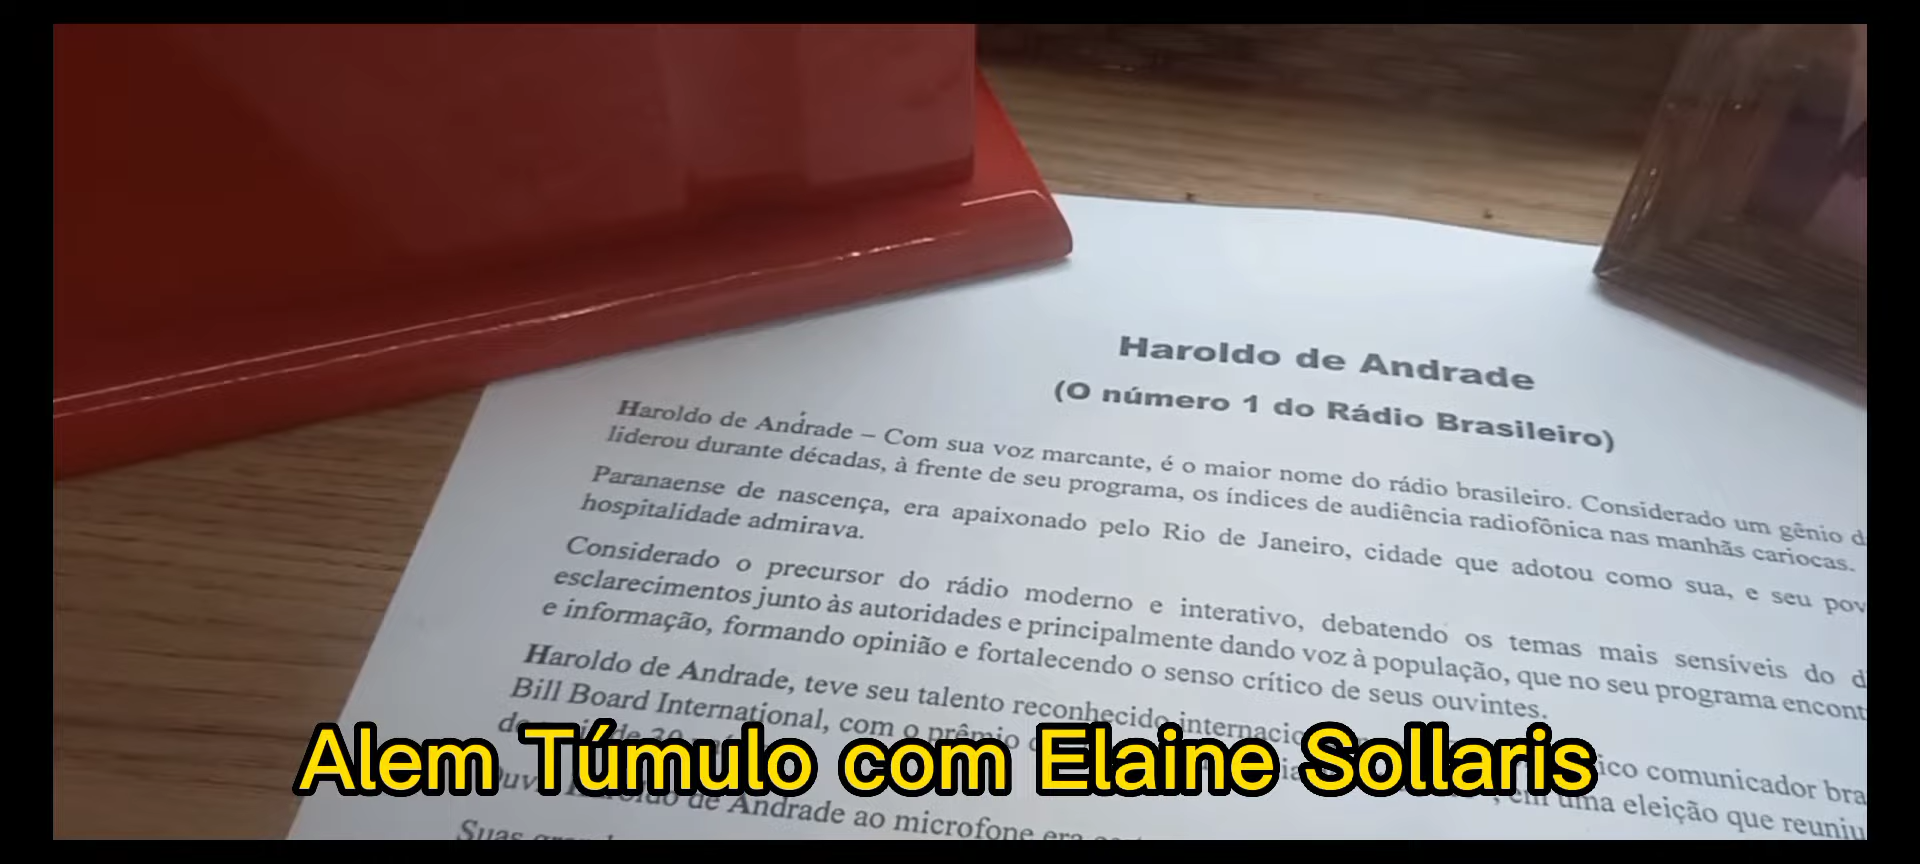 Haroldo de Andrade
(O número 1 do Rádio Brasileiro)
Haroldo de Andrade – Com sua voz marcante, é o maior nome do rádio brasileiro. Considerado um gênio
liderou durante décadas, à frente de seu programa, os índices de audiência radiofônica nas manhãs cariocas.
Paranaense de nascença, era apaixonado pelo Rio de Janeiro, cidade que adotou como sua, e seu
hospitalidade admirava.
Considerado o precursor do rádio moderno e interativo, debatendo os temas mais sensíveis do
esclarecimentos junto às autoridades e principalmente dando voz à população, que no seu programa
e informação, formando opinião e fortalecendo o senso crítico de seus ouvintes.
Haroldo de Andrade, teve seu talento reconhecido
Bill Board International, com o prêmio
comunicador
em uma eleição que reuniu
Haroldo de Andrade ao microfone era
Suas
Alem Túmulo com Elaine Sollaris